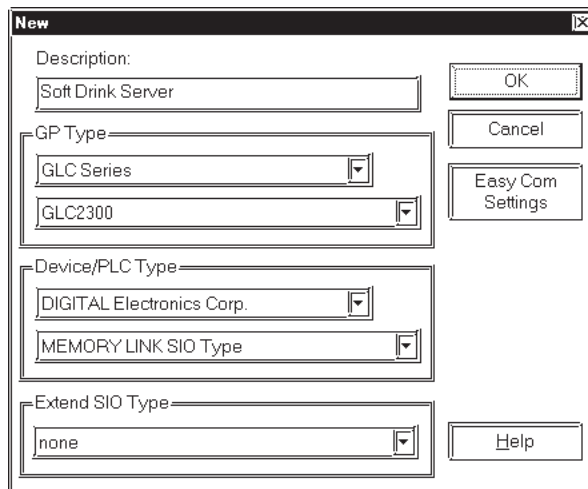 New
Description:
Soft Drink Server
OK
GP Type
Cancel
GLC Series
GLC2300
Easy Com
Settings
Device/PLC Type
DIGITAL Electronics Corp.
MEMORY LINK SIO Type
Extend SIO Type
none
Help